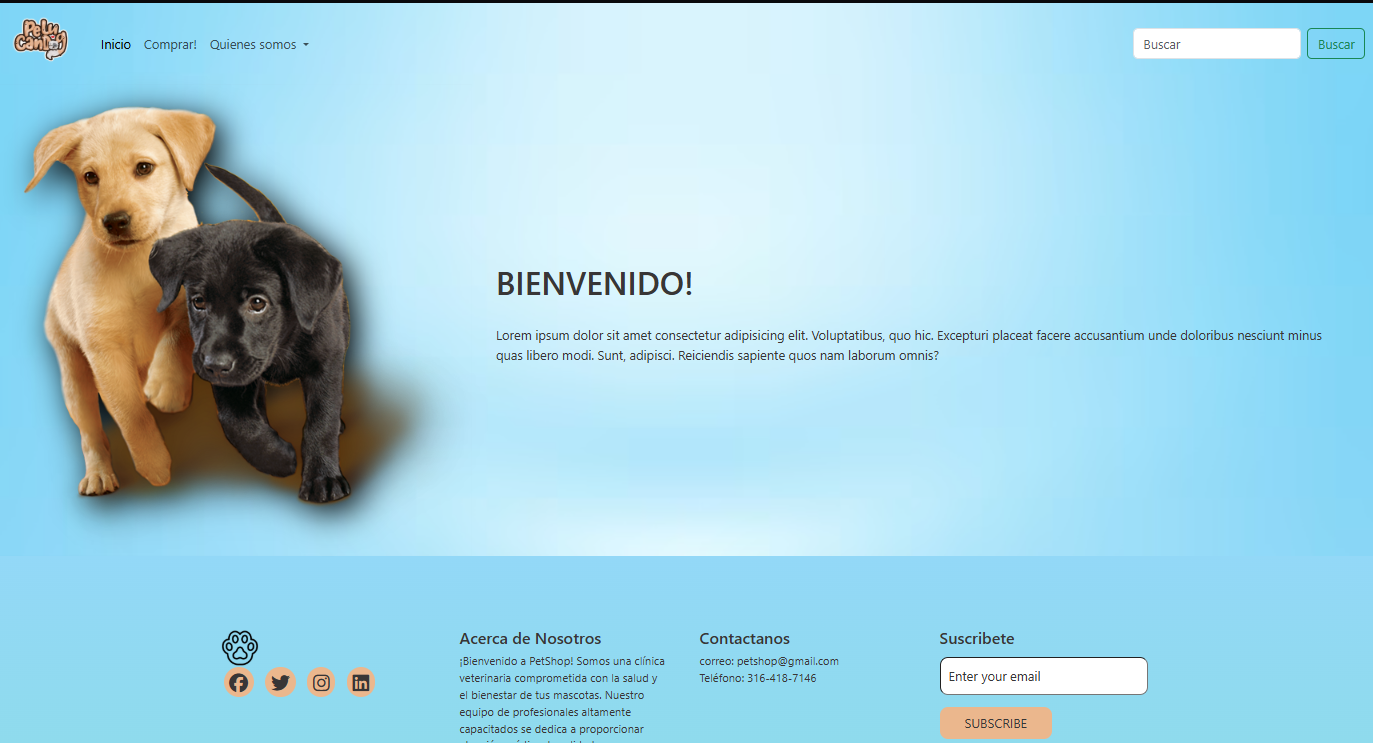 Pelu
Candog
Inicio Comprar! Quienes somos
Buscar
Buscar
BIENVENIDO!
Lorem ipsum dolor sit amet consectetur adipisicing elit. Voluptatibus, quo hic. Excepturi placeat facere accusantium unde doloribus nesciunt minus
quas libero modi. Sunt, adipisci. Reiciendis sapiente quos nam laborum omnis?
Acerca de Nosotros
¡Bienvenido a PetShop! Somos una clínica
veterinaria comprometida con la salud y
el bienestar de tus mascotas. Nuestro
equipo de profesionales altamente
capacitados se dedica a proporcionar
Contactanos
correo: petshop@gmail.com
Teléfono: 316-418-7146
Suscribete
Enter your email
SUBSCRIBE